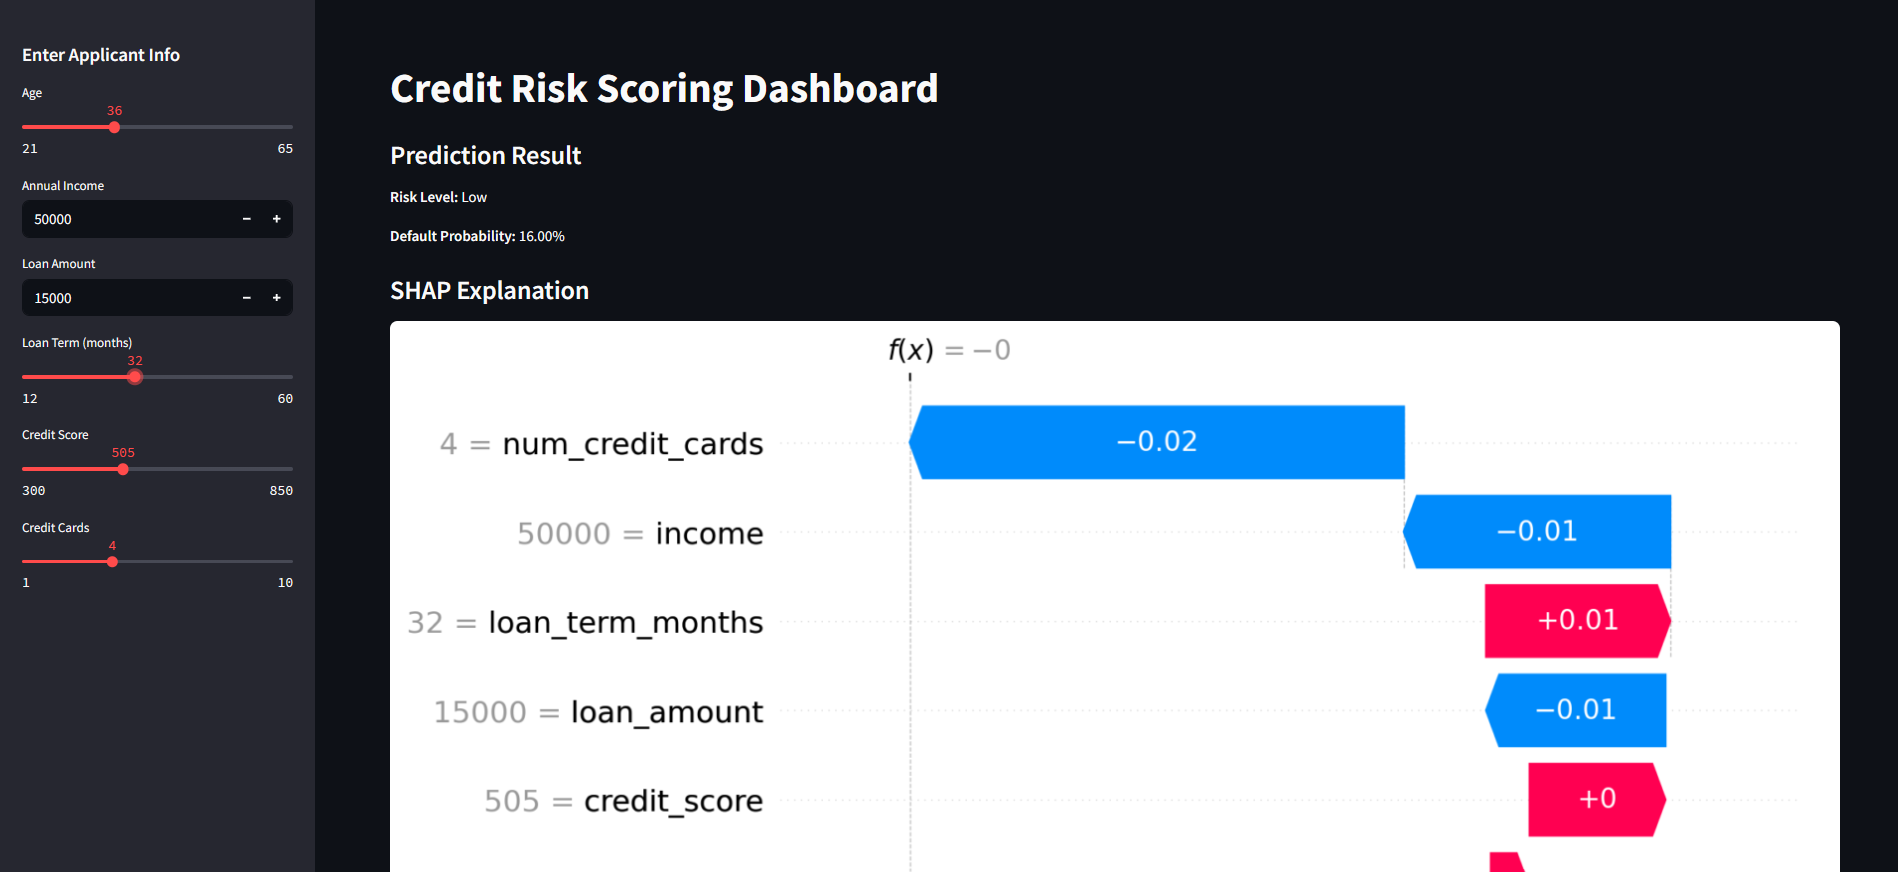 Enter Applicant Info
Age
36
21 65
Annual Income
50000 − +
Loan Amount
15000 − +
Loan Term (months)
32
12 60
Credit Score
505
300 850
Credit Cards
4
1 10
Credit Risk Scoring Dashboard
Prediction Result
Risk Level: Low
Default Probability: 16.00%
SHAP Explanation
f(x) = −0
4 = num_credit_cards −0.02
50000 = income −0.01
32 = loan_term_months +0.01
15000 = loan_amount −0.01
505 = credit_score +0